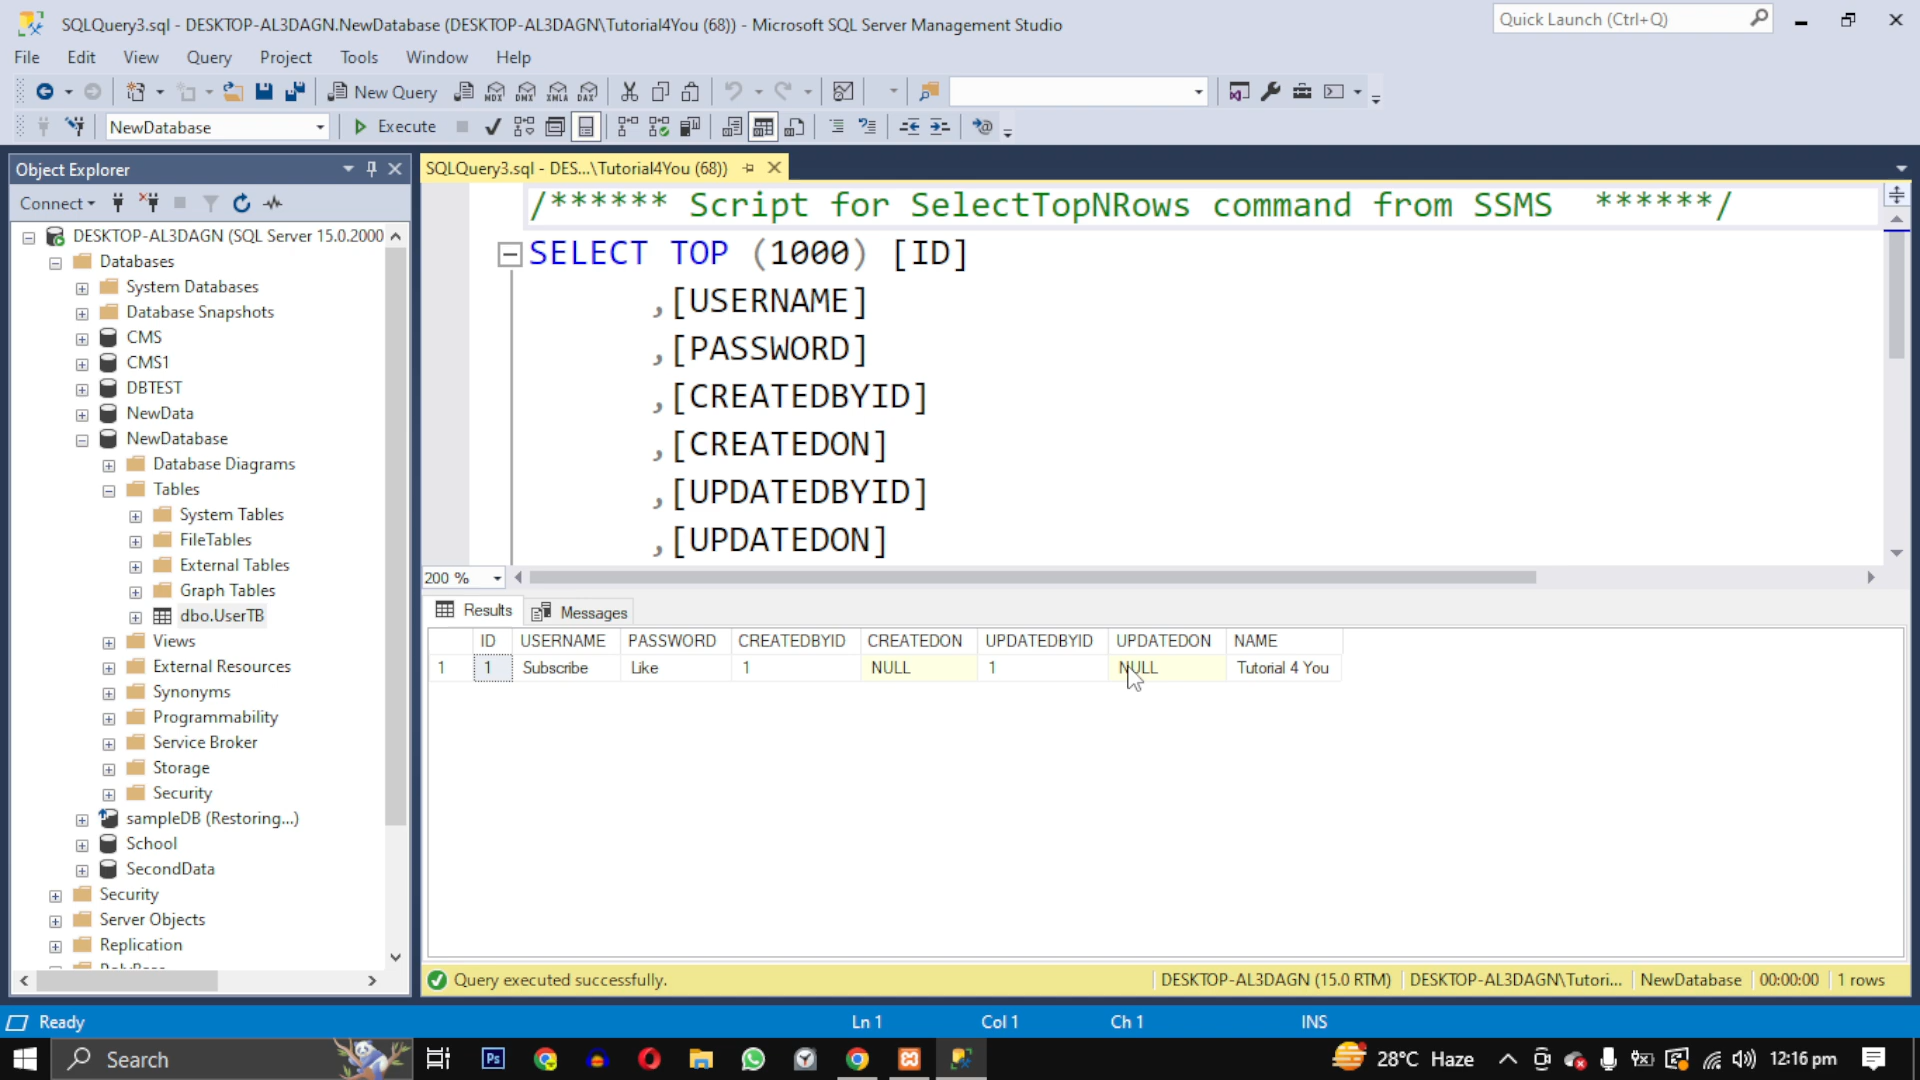 SQLQuery3.sql - DESKTOP-AL3DAGN.NewDatabase (DESKTOP-AL3DAGN\Tutorial4You (68)) - Microsoft SQL Server Management Studio
Quick Launch (Ctrl+Q)
File Edit View Query Project Tools Window Help
New Query
MDX DMX XMLA DAX
NewDatabase
Execute
Object Explorer
SQLQuery3.sql - DES...\Tutorial4You (68))
Connect
DESKTOP-AL3DAGN (SQL Server 15.0.2000
Databases
System Databases
Database Snapshots
CMS
CMS1
DBTEST
NewData
NewDatabase
Database Diagrams
Tables
System Tables
FileTables
External Tables
Graph Tables
dbo.UserTB
Views
External Resources
Synonyms
Programmability
Service Broker
Storage
Security
sampleDB (Restoring...)
School
SecondData
Security
Server Objects
Replication
/****** Script for SelectTopNRows command from SSMS ******/
SELECT TOP (1000) [ID]
,[USERNAME]
,[PASSWORD]
,[CREATEDBYID]
,[CREATEDON]
,[UPDATEDBYID]
,[UPDATEDON]
200 %
Results Messages
ID USERNAME PASSWORD CREATEDBYID CREATEDON UPDATEDBYID UPDATEDON NAME
1 1 Subscribe Like 1 NULL 1 NULL Tutorial 4 You
Query executed successfully.
DESKTOP-AL3DAGN (15.0 RTM) DESKTOP-AL3DAGN\Tutori... NewDatabase 00:00:00 1 rows
Ready
Ln 1 Col 1 Ch 1 INS
Search
Ps
28°C Haze
12:16 pm